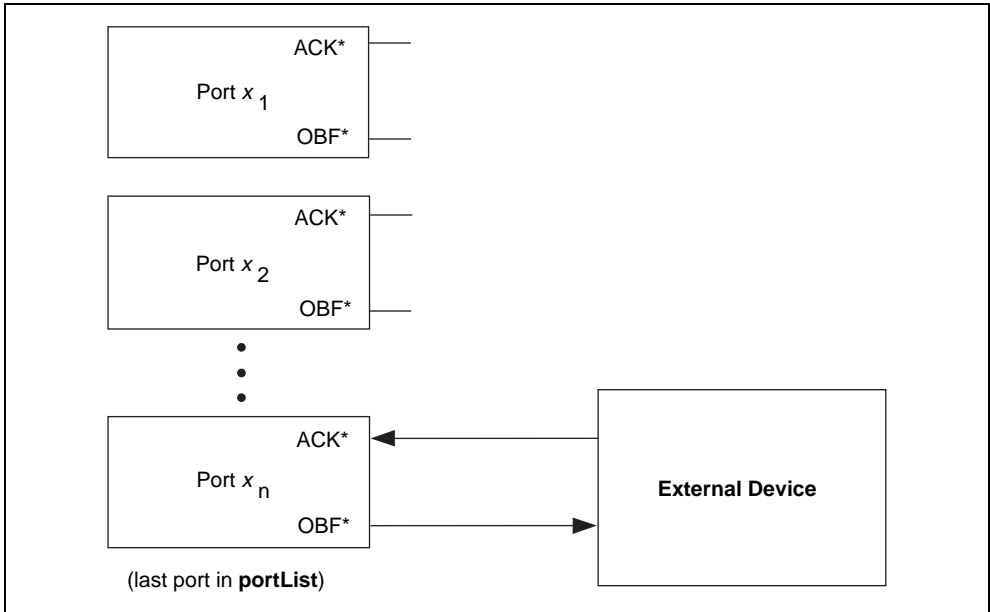 ACK*
Port x 1
OBF*
ACK*
Port x 2
OBF*
ACK*
Port x n
OBF*
External Device
(last port in portList)